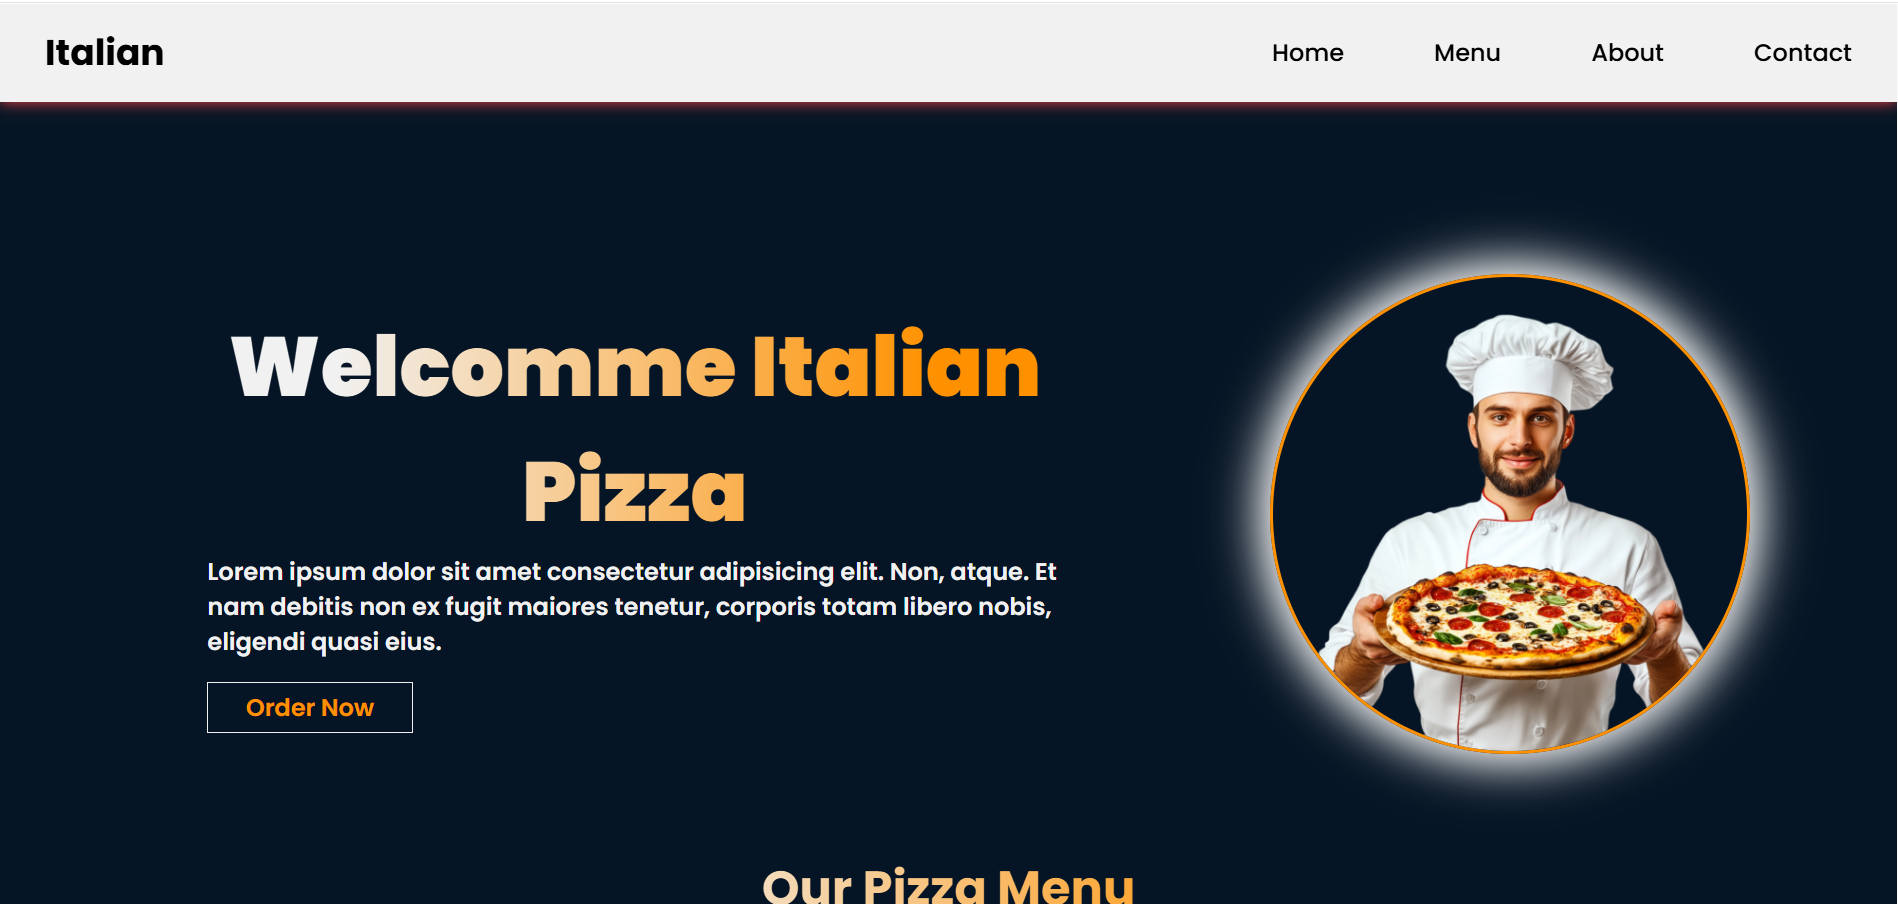 Italian
Home Menu About Contact
Welcomme Italian
Pizza
Lorem ipsum dolor sit amet consectetur adipisicing elit. Non, atque. Et
nam debitis non ex fugit maiores tenetur, corporis totam libero nobis,
eligendi quasi eius.
Order Now
Our Pizza Menu